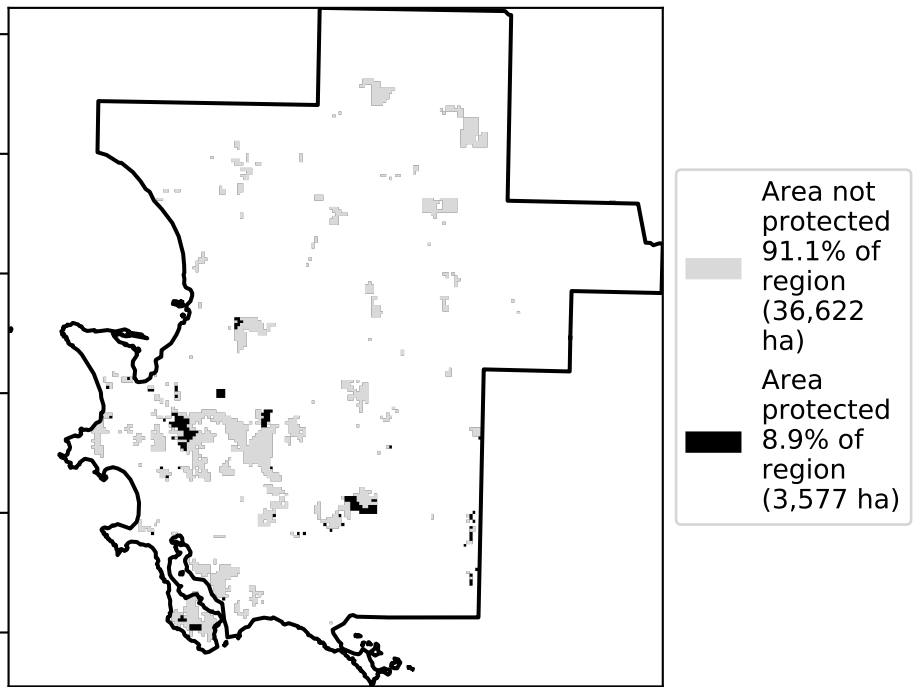 Area not
protected
91.1% of
region
(36,622
ha)
Area
protected
8.9% of
region
(3,577 ha)